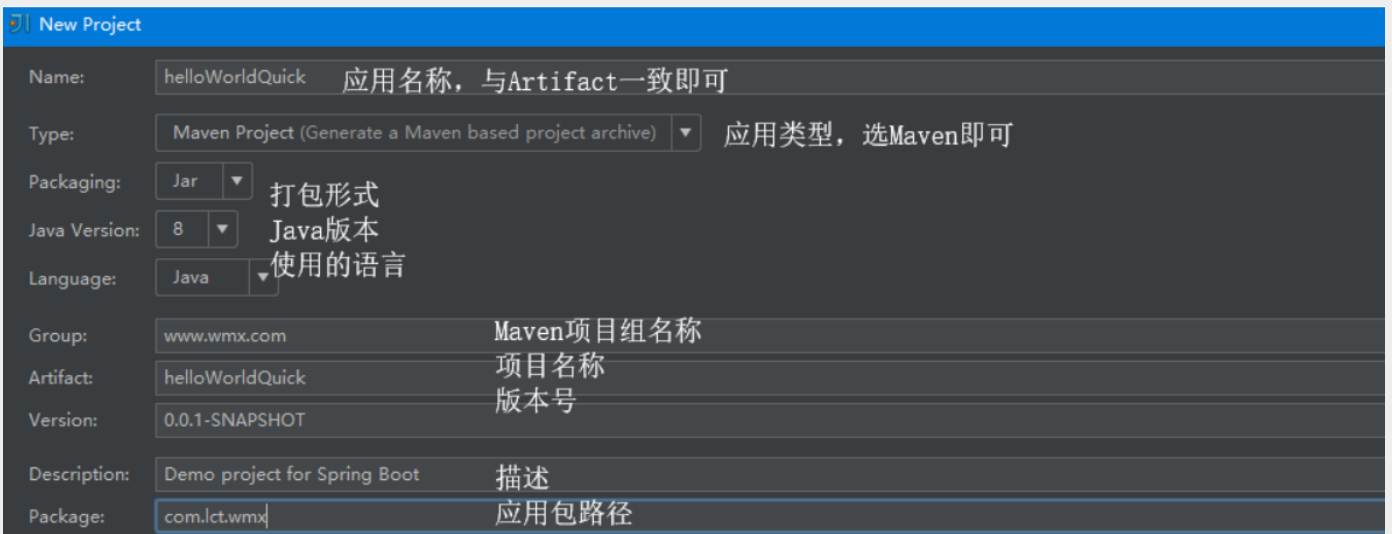 New Project
Name: helloWorldQuick 应用名称，与Artifact一致即可
Type: Maven Project (Generate a Maven based project archive) 应用类型，选Maven即可
Packaging: Jar 打包形式
Java Version: 8 Java版本
Language: Java 使用的语言
Group: www.wmx.com Maven项目组名称
Artifact: helloWorldQuick 项目名称
Version: 0.0.1-SNAPSHOT 版本号
Description: Demo project for Spring Boot 描述
Package: com.lct.wmx 应用包路径